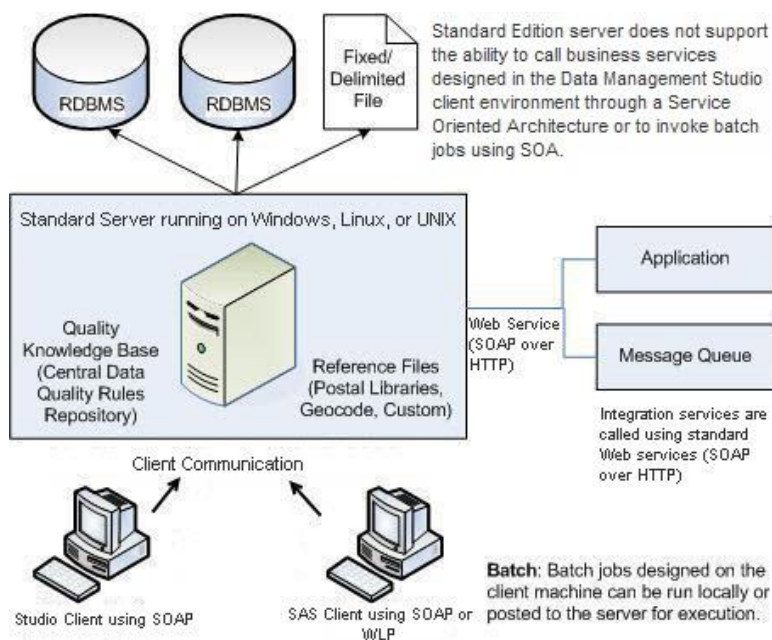 RDBMS
RDBMS
Fixed/
Delimited
File
Standard Edition server does not support
the ability to call business services
designed in the Data Management Studio
client environment through a Service
Oriented Architecture or to invoke batch
jobs using SOA.
Standard Server running on Windows, Linux, or UNIX
Quality
Knowledge Base
(Central Data
Quality Rules
Repository)
Reference Files
(Postal Libraries,
Geocode, Custom)
Web Service
(SOAP over
HTTP)
Application
Message Queue
Integration services are
called using standard
Web services (SOAP
over HTTP)
Client Communication
Studio Client using SOAP
SAS Client using SOAP or
WLP
Batch: Batch jobs designed on the
client machine can be run locally or
posted to the server for execution.